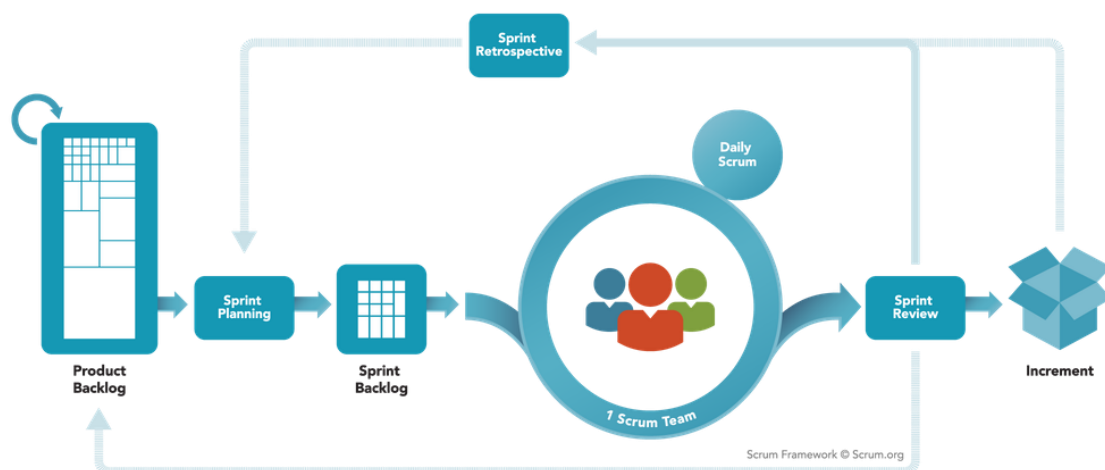 Sprint
Retrospective
Daily
Scrum
Sprint
Planning
Sprint
Review
Product
Backlog
Sprint
Backlog
Increment
1 Scrum Team
Scrum Framework © Scrum.org